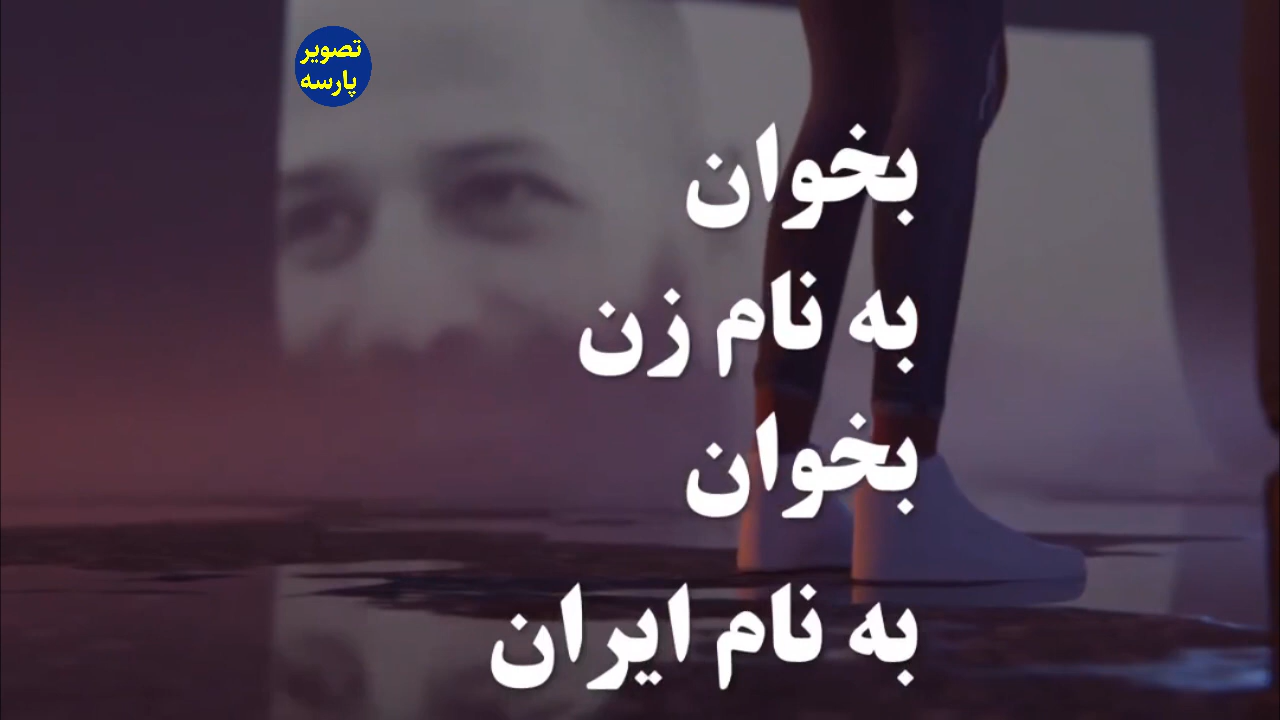 تصویر
پارسه
بخوان
به نام زن
بخوان
به نام ایران